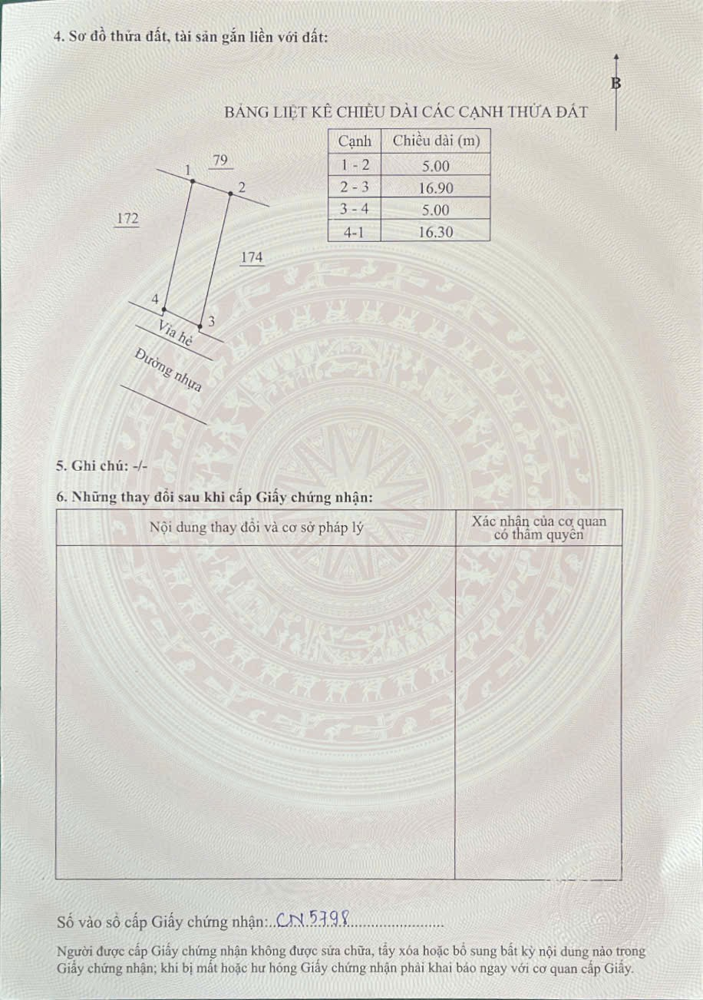 4. Sơ đồ thửa đất, tài sản gắn liền với đất:
B
BẢNG LIỆT KÊ CHIỀU DÀI CÁC CẠNH THỬA ĐẤT
Cạnh Chiều dài (m)
1 - 2 5.00
2 - 3 16.90
3 - 4 5.00
4-1 16.30
79
1
2
172
174
4
3
Vỉa hè
Đường nhựa
5. Ghi chú: -/-
6. Những thay đổi sau khi cấp Giấy chứng nhận:
Nội dung thay đổi và cơ sở pháp lý
Xác nhận của cơ quan
có thẩm quyền
Số vào sổ cấp Giấy chứng nhận: CN 5798
Người được cấp Giấy chứng nhận không được sửa chữa, tẩy xóa hoặc bổ sung bất kỳ nội dung nào trong
Giấy chứng nhận; khi bị mất hoặc hư hỏng Giấy chứng nhận phải khai báo ngay với cơ quan cấp Giấy.